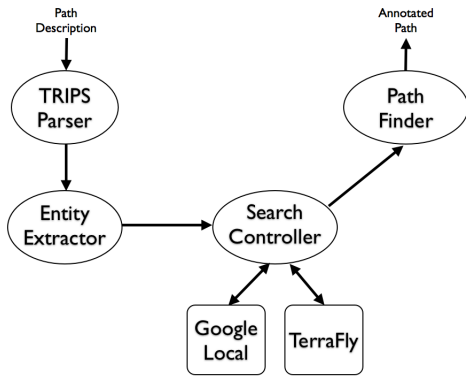 Path
Description
Annotated
Path
TRIPS
Parser
Path
Finder
Entity
Extractor
Search
Controller
Google
Local
TerraFly